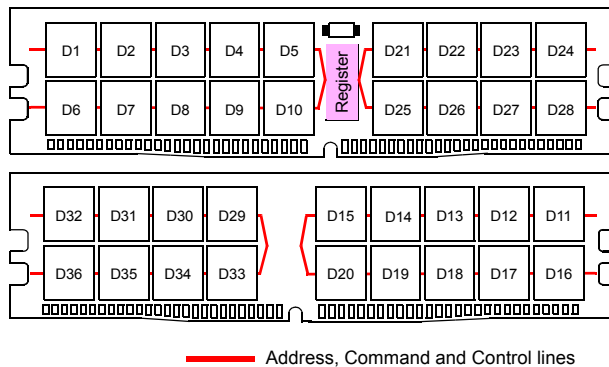 D1 D2 D3 D4 D5 D21 D22 D23 D24
Register
D6 D7 D8 D9 D10 D25 D26 D27 D28
D32 D31 D30 D29 D15 D14 D13 D12 D11
D36 D35 D34 D33 D20 D19 D18 D17 D16
Address, Command and Control lines